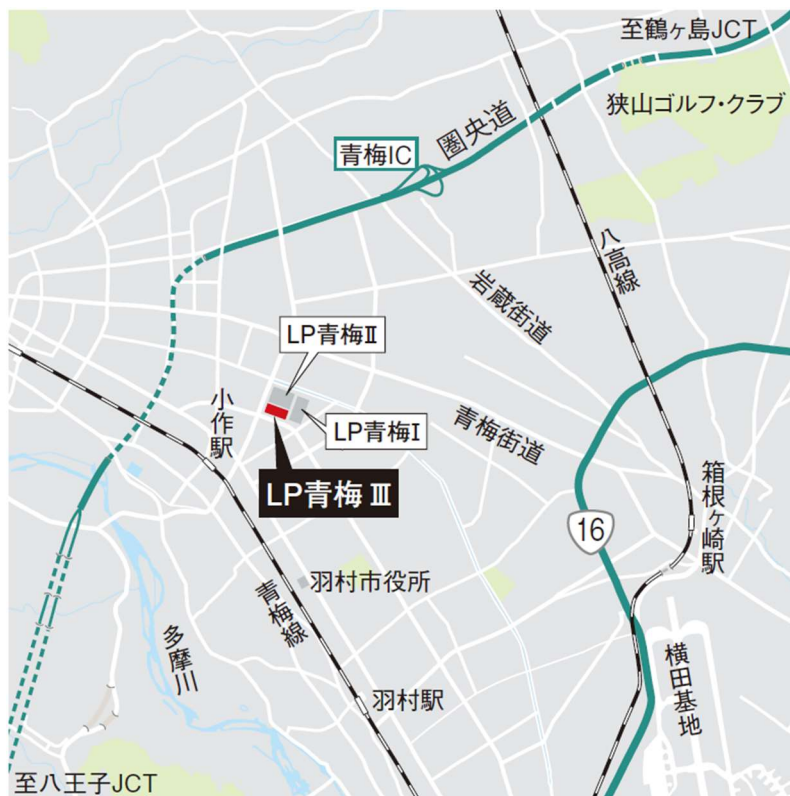 至鶴ヶ島JCT
狭山ゴルフ・クラブ
圏央道
青梅IC
八高線
岩蔵街道
LP青梅Ⅱ
小作駅
LP青梅Ⅰ
青梅街道
LP青梅Ⅲ
箱根ヶ崎駅
16
羽村市役所
青梅線
多摩川
横田基地
羽村駅
至八王子JCT